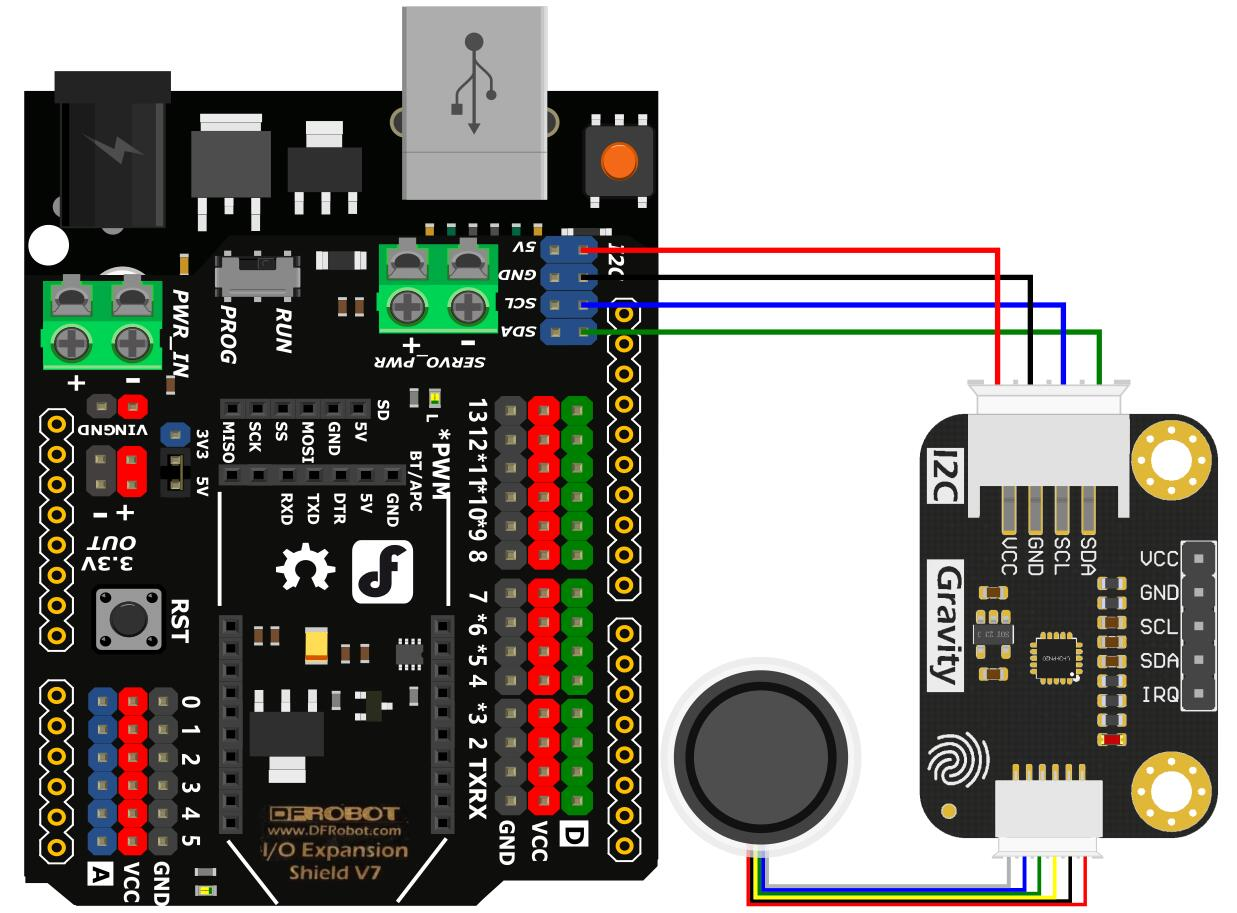 5V
GND
SCL
SDA
I2C
PWR_IN
PROG
RUN
+
-
SERVO_PWR
+ -
VINGND
3V3
5V
- +
3.3V OUT
RST
MISO
SCK
SS
MOSI
GND
5V
SD
L
*PWM
BT/APC
RXD
TXD
DTR
5V
GND
13
12
*11
*10
*9
8
7
*6
*5
4
*3
2
TX
RX
GND
VCC
D
0
1
2
3
4
5
A
VCC
GND
DFROBOT
www.DFRobot.com
I/O Expansion
Shield V7
I2C
VCC
GND
SCL
SDA
Gravity
VCC
GND
SCL
SDA
IRQ